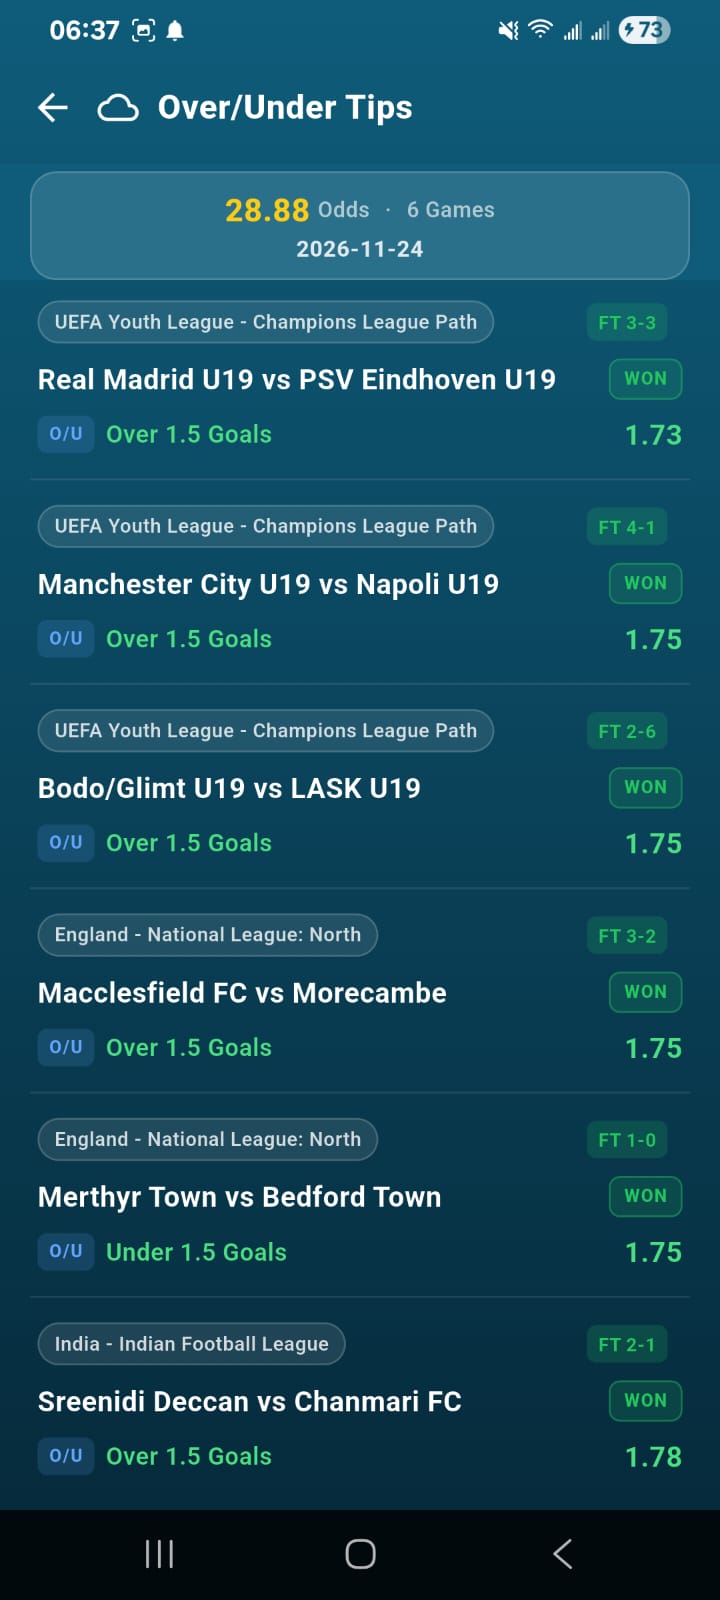 06:37 73
Over/Under Tips
28.88 Odds · 6 Games
2026-11-24
UEFA Youth League - Champions League Path FT 3-3
Real Madrid U19 vs PSV Eindhoven U19 WON
O/U Over 1.5 Goals 1.73
UEFA Youth League - Champions League Path FT 4-1
Manchester City U19 vs Napoli U19 WON
O/U Over 1.5 Goals 1.75
UEFA Youth League - Champions League Path FT 2-6
Bodo/Glimt U19 vs LASK U19 WON
O/U Over 1.5 Goals 1.75
England - National League: North FT 3-2
Macclesfield FC vs Morecambe WON
O/U Over 1.5 Goals 1.75
England - National League: North FT 1-0
Merthyr Town vs Bedford Town WON
O/U Under 1.5 Goals 1.75
India - Indian Football League FT 2-1
Sreenidi Deccan vs Chanmari FC WON
O/U Over 1.5 Goals 1.78